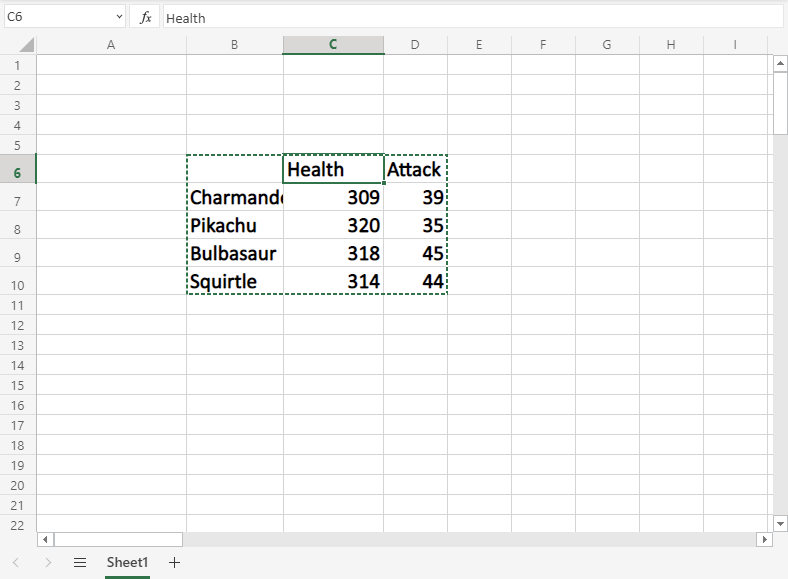 C6 fx Health
A B C D E F G H I
1
2
3
4
5
6 Health Attack
7 Charmand 309 39
8 Pikachu 320 35
9 Bulbasaur 318 45
10 Squirtle 314 44
11
12
13
14
15
16
17
18
19
20
21
22
Sheet1